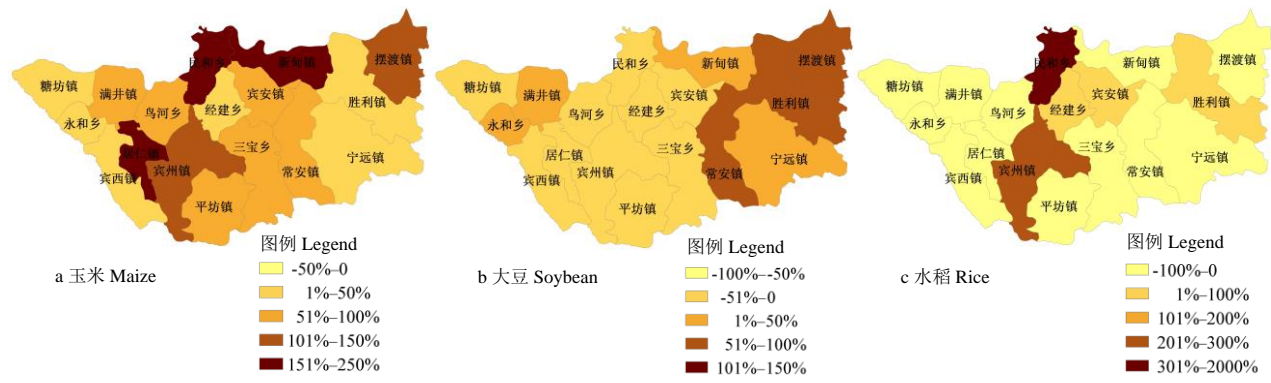 民和乡
新甸镇
摆渡镇
糖坊镇
满井镇
鸟河乡
经建乡
宾安镇
胜利镇
永和乡
居仁镇
宾州镇
三宝乡
宁远镇
宾西镇
常安镇
平坊镇
图例 Legend
a 玉米 Maize
-50%–0
1%–50%
51%–100%
101%–150%
151%–250%
民和乡
新甸镇
摆渡镇
糖坊镇
满井镇
鸟河乡
经建乡
宾安镇
胜利镇
永和乡
居仁镇
三宝乡
宁远镇
宾西镇
宾州镇
常安镇
平坊镇
图例 Legend
b 大豆 Soybean
-100%–-50%
-51%–0
1%–50%
51%–100%
101%–150%
民和乡
新甸镇
摆渡镇
糖坊镇
满井镇
鸟河乡
经建乡
宾安镇
胜利镇
永和乡
居仁镇
三宝乡
宁远镇
宾西镇
宾州镇
常安镇
平坊镇
图例 Legend
c 水稻 Rice
-100%–0
1%–100%
101%–200%
201%–300%
301%–2000%